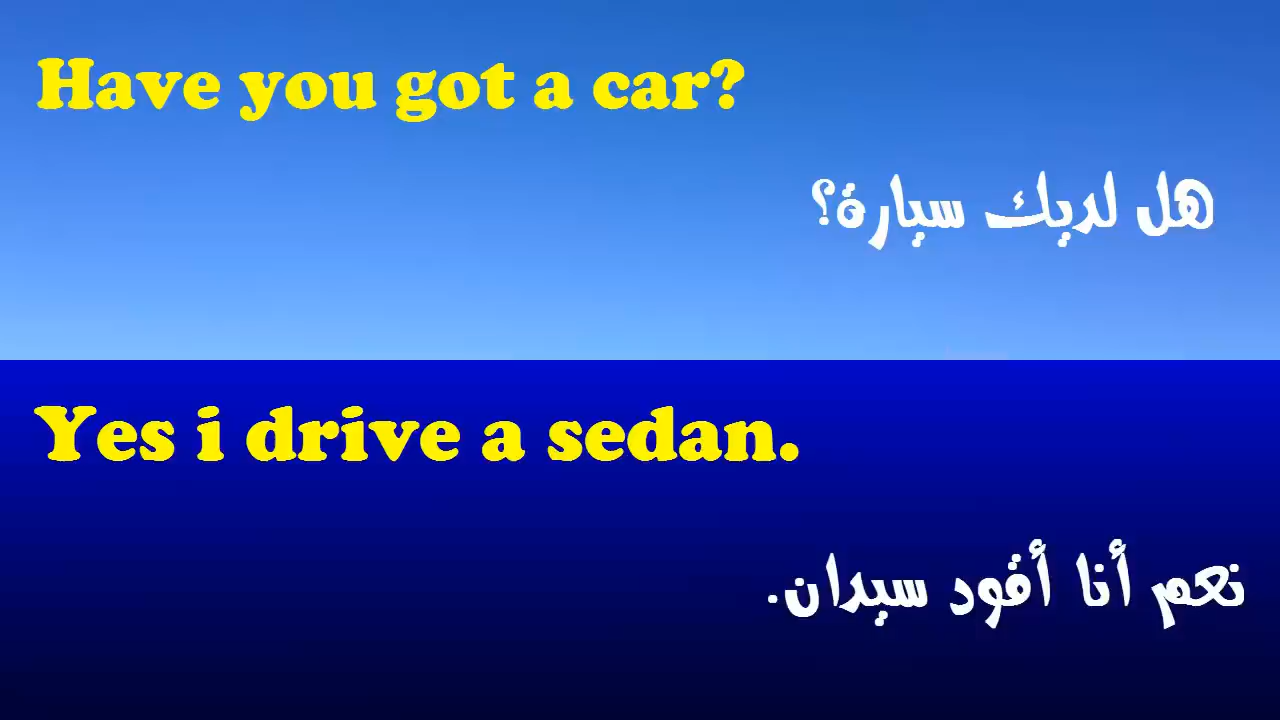 Have you got a car?
هل لديك سيارة؟
Yes i drive a sedan.
نعم أنا أقود سيدان.